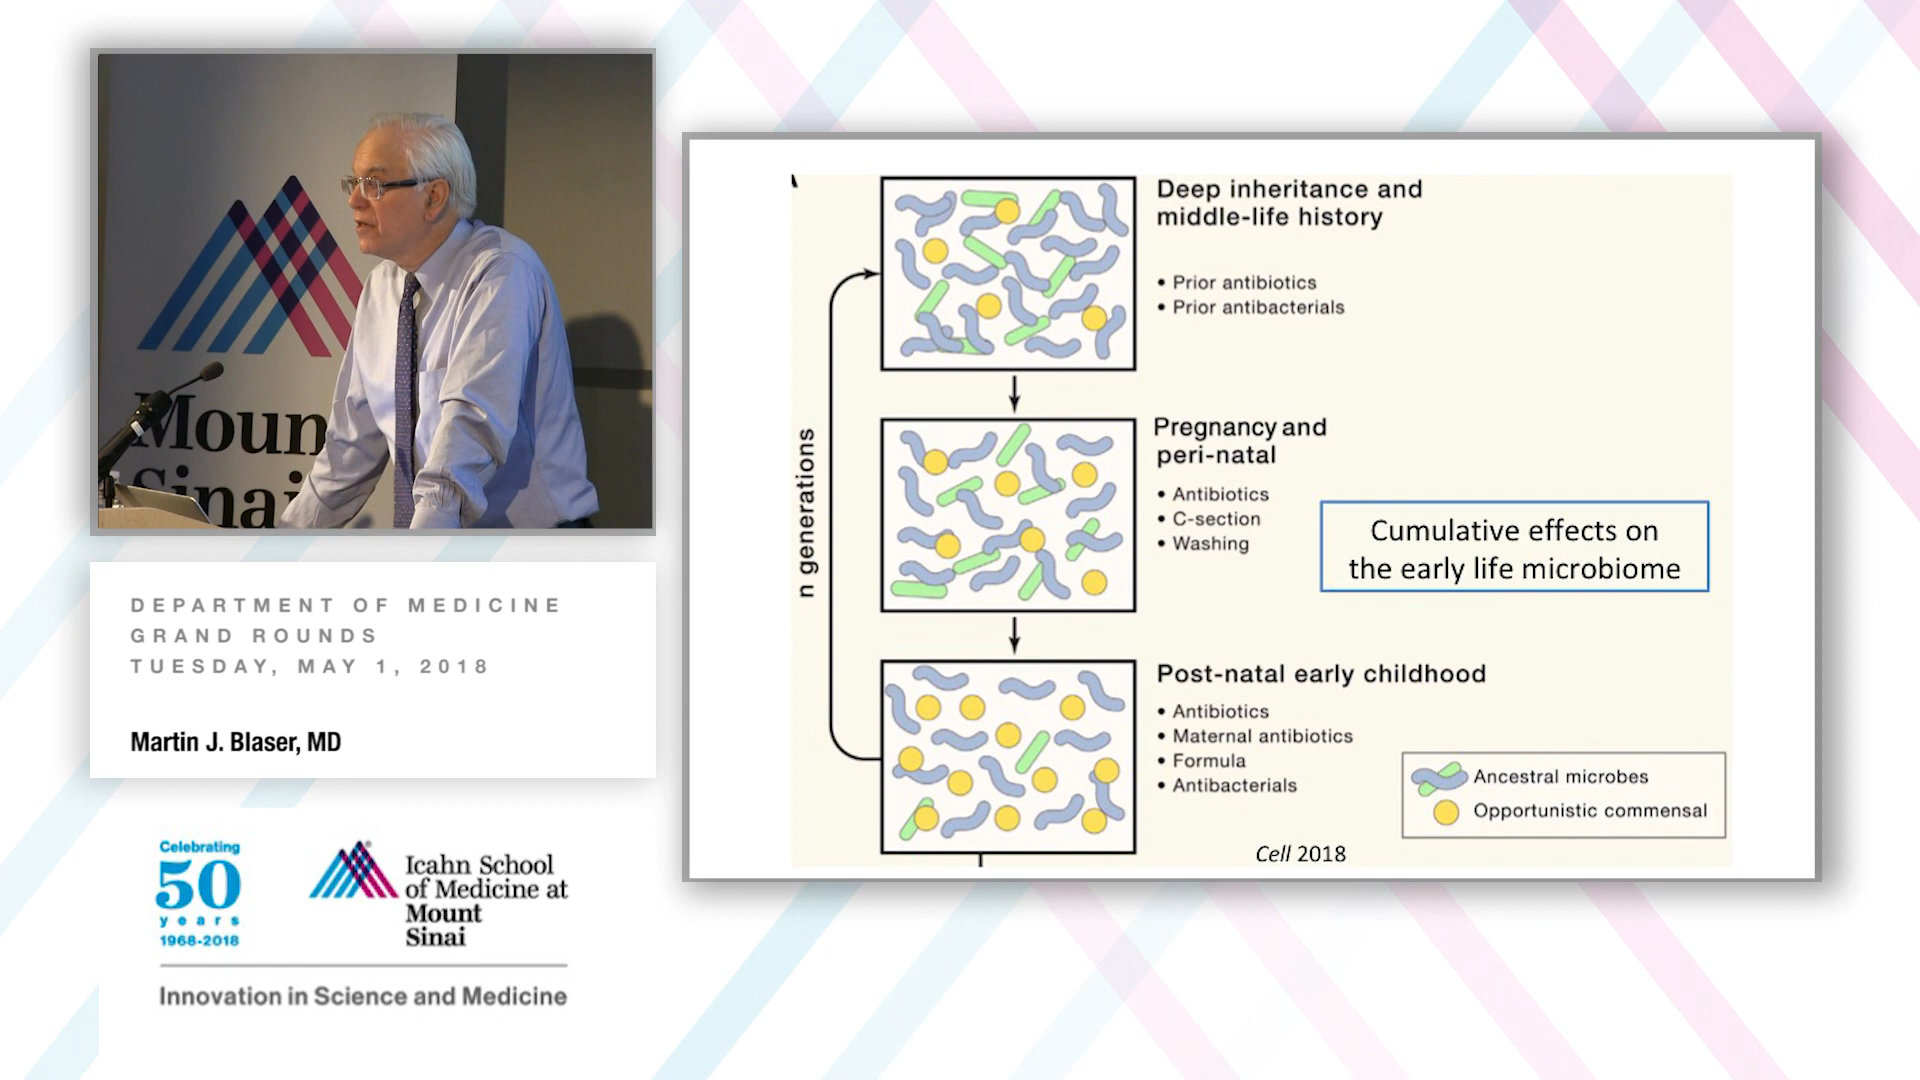 Mount
Sinai
DEPARTMENT OF MEDICINE
GRAND ROUNDS
TUESDAY, MAY 1, 2018
Martin J. Blaser, MD
Celebrating
50
years
1968-2018
Icahn School
of Medicine at
Mount
Sinai
Innovation in Science and Medicine
n generations
Deep inheritance and
middle-life history
• Prior antibiotics
• Prior antibacterials
Pregnancy and
peri-natal
• Antibiotics
• C-section
• Washing
Cumulative effects on
the early life microbiome
Post-natal early childhood
• Antibiotics
• Maternal antibiotics
• Formula
• Antibacterials
Ancestral microbes
Opportunistic commensal
Cell 2018